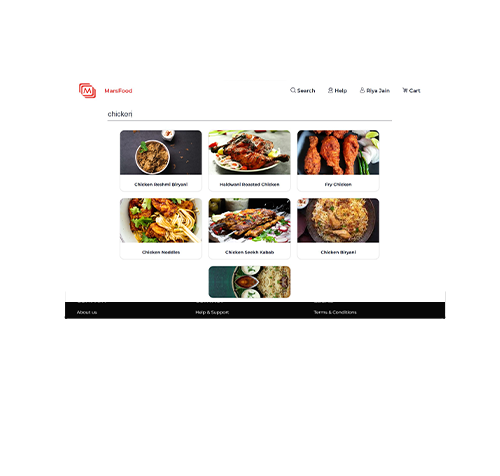 MarsFood
Search Help Riya Jain Cart
chicken
Chicken Reshmi Biryani Haldwani Roasted Chicken Fry Chicken
Chicken Noddles Chicken Seekh Kabab Chicken Biryani
About us Help & Support Terms & Conditions